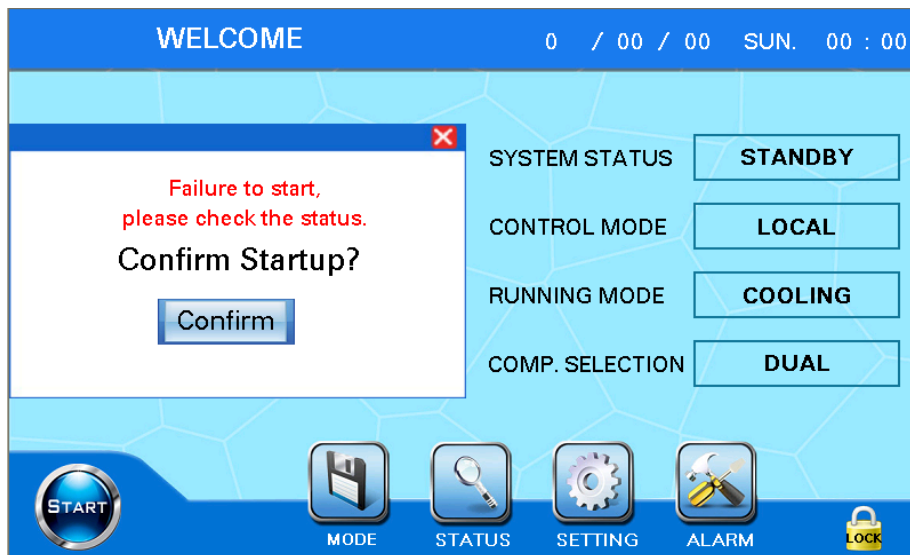 WELCOME
0 / 00 / 00 SUN. 00 : 00
Failure to start,
please check the status.
Confirm Startup?
Confirm
SYSTEM STATUS STANDBY
CONTROL MODE LOCAL
RUNNING MODE COOLING
COMP. SELECTION DUAL
START
MODE
STATUS
SETTING
ALARM
LOCK